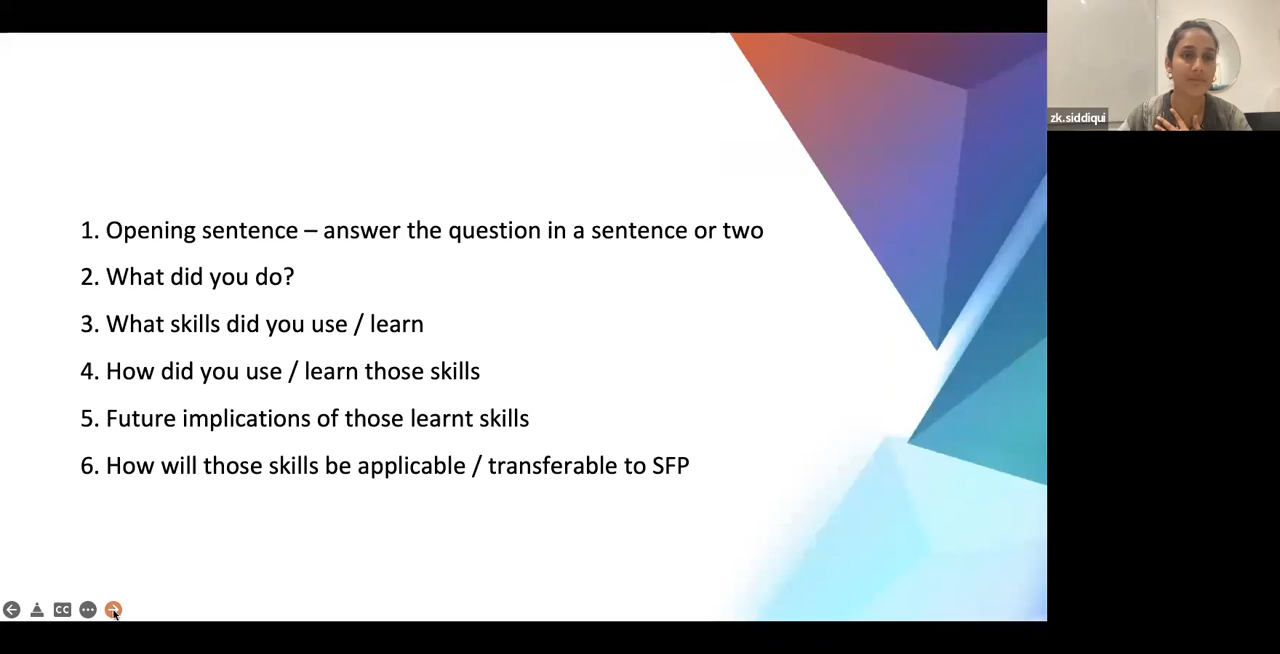 1. Opening sentence – answer the question in a sentence or two
2. What did you do?
3. What skills did you use / learn
4. How did you use / learn those skills
5. Future implications of those learnt skills
6. How will those skills be applicable / transferable to SFP
zk.siddiqui
CC